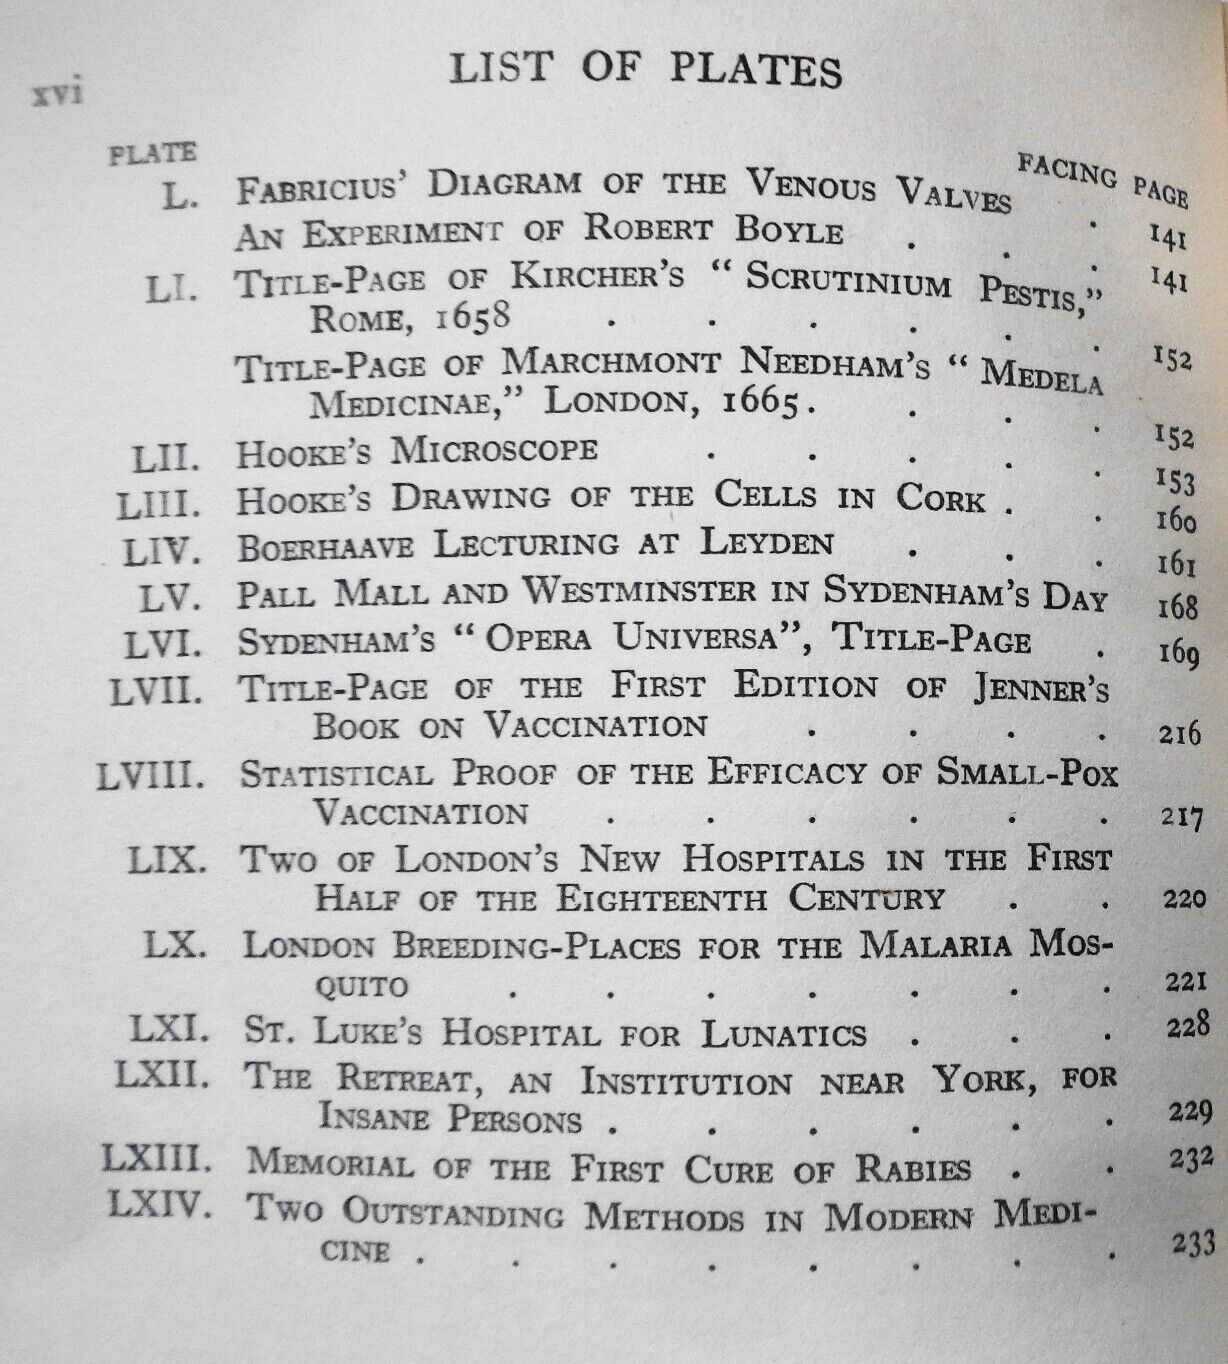 xvi
LIST OF PLATES
PLATE FACING PAGE
L. FABRICIUS' DIAGRAM OF THE VENOUS VALVES . 141
AN EXPERIMENT OF ROBERT BOYLE . . . 141
LI. TITLE-PAGE OF KIRCHER'S “ SCRUTINIUM PESTIS,”
ROME, 1658 . . . . . . 152
TITLE-PAGE OF MARCHMONT NEEDHAM'S “ MEDELA
MEDICINAE,” LONDON, 1665 . . . . 152
LII. HOOKE'S MICROSCOPE . . . . . 153
LIII. HOOKE'S DRAWING OF THE CELLS IN CORK . . 160
LIV. BOERHAAVE LECTURING AT LEYDEN . . . 161
LV. PALL MALL AND WESTMINSTER IN SYDENHAM'S DAY 168
LVI. SYDENHAM'S “ OPERA UNIVERSA”, TITLE-PAGE . 169
LVII. TITLE-PAGE OF THE FIRST EDITION OF JENNER'S
BOOK ON VACCINATION . . . . 216
LVIII. STATISTICAL PROOF OF THE EFFICACY OF SMALL-POX
VACCINATION . . . . . . 217
LIX. TWO OF LONDON'S NEW HOSPITALS IN THE FIRST
HALF OF THE EIGHTEENTH CENTURY . . 220
LX. LONDON BREEDING-PLACES FOR THE MALARIA MOS-
QUITO . . . . . . . 221
LXI. ST. LUKE'S HOSPITAL FOR LUNATICS . . . 228
LXII. THE RETREAT, AN INSTITUTION NEAR YORK, FOR
INSANE PERSONS . . . . . . 229
LXIII. MEMORIAL OF THE FIRST CURE OF RABIES . . 232
LXIV. TWO OUTSTANDING METHODS IN MODERN MEDI-
CINE . . . . . . . . 233